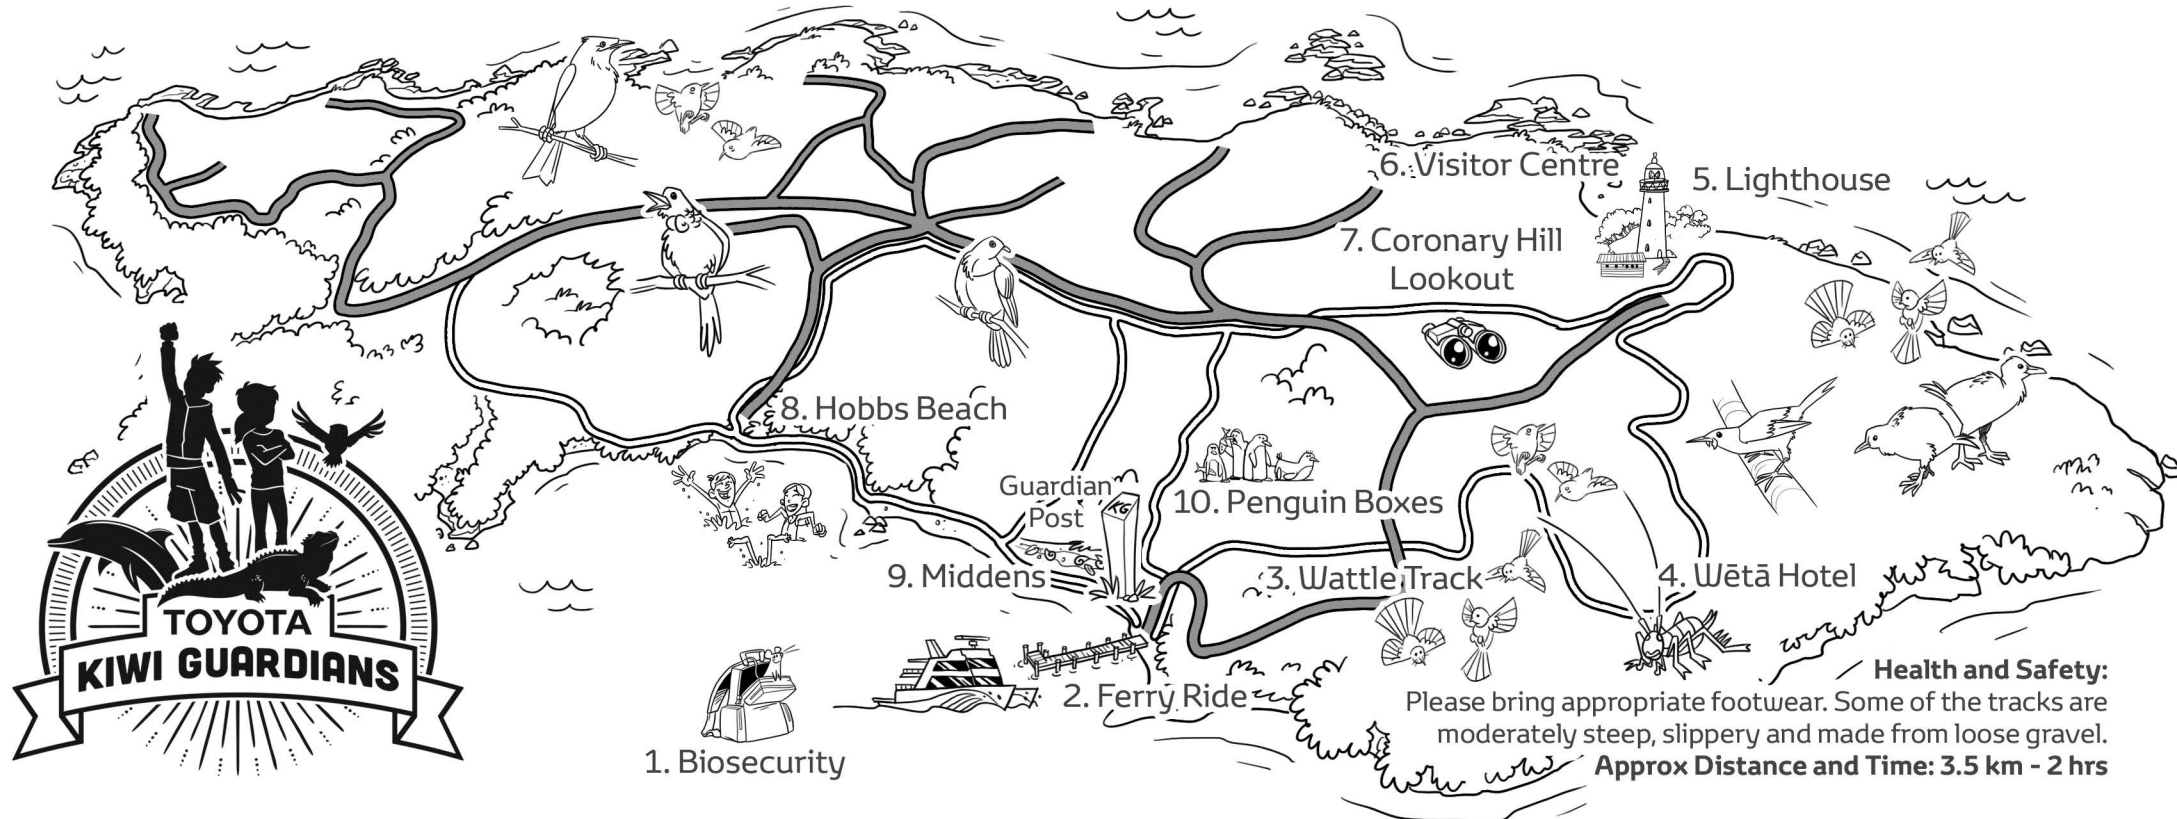 6. Visitor Centre
5. Lighthouse
7. Coronary Hill
Lookout
8. Hobbs Beach
Guardian
Post
KG
10. Penguin Boxes
9. Middens
3. Wattle Track
4. Wētā Hotel
2. Ferry Ride
1. Biosecurity
TOYOTA
KIWI GUARDIANS
Health and Safety:
Please bring appropriate footwear. Some of the tracks are
moderately steep, slippery and made from loose gravel.
Approx Distance and Time: 3.5 km - 2 hrs